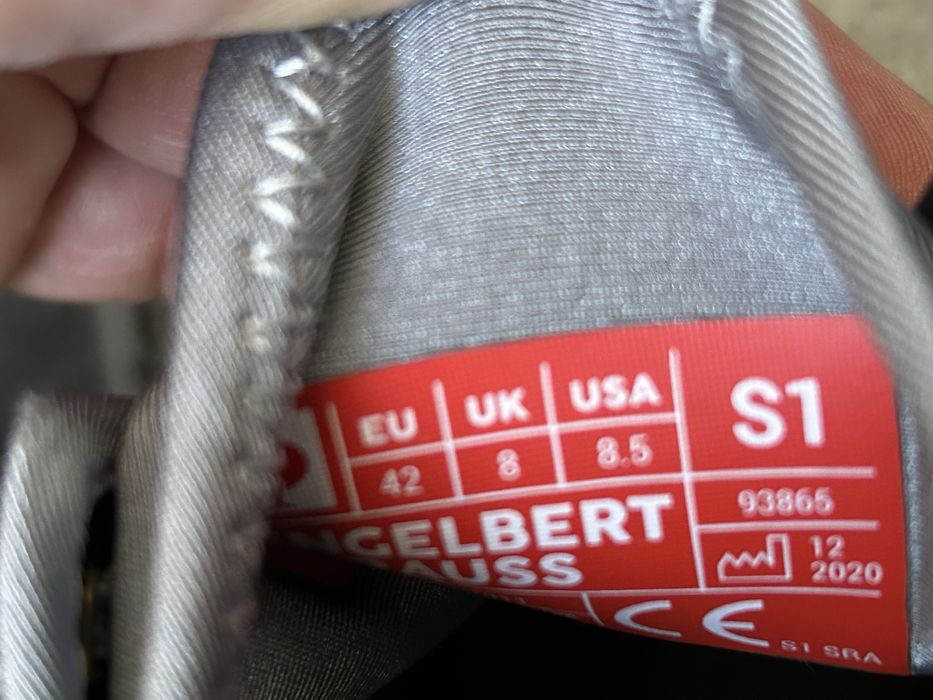 EU UK USA S1
42 8 8.5
93865
NGELBERT
AUSS
12
2020
CE
S1 SRA